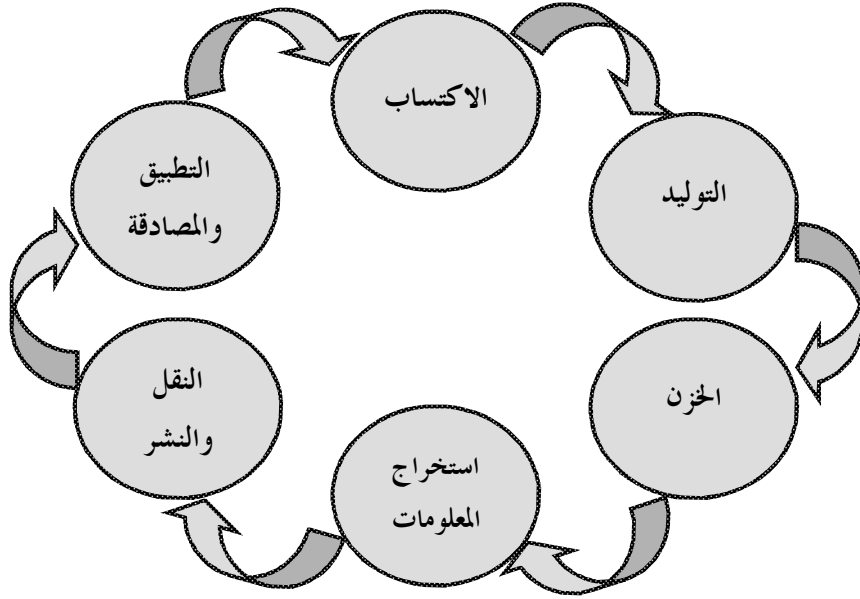 الاكتساب
التوليد
الخزن
استخراج
المعلومات
النقل
والنشر
التطبيق
والمصادقة